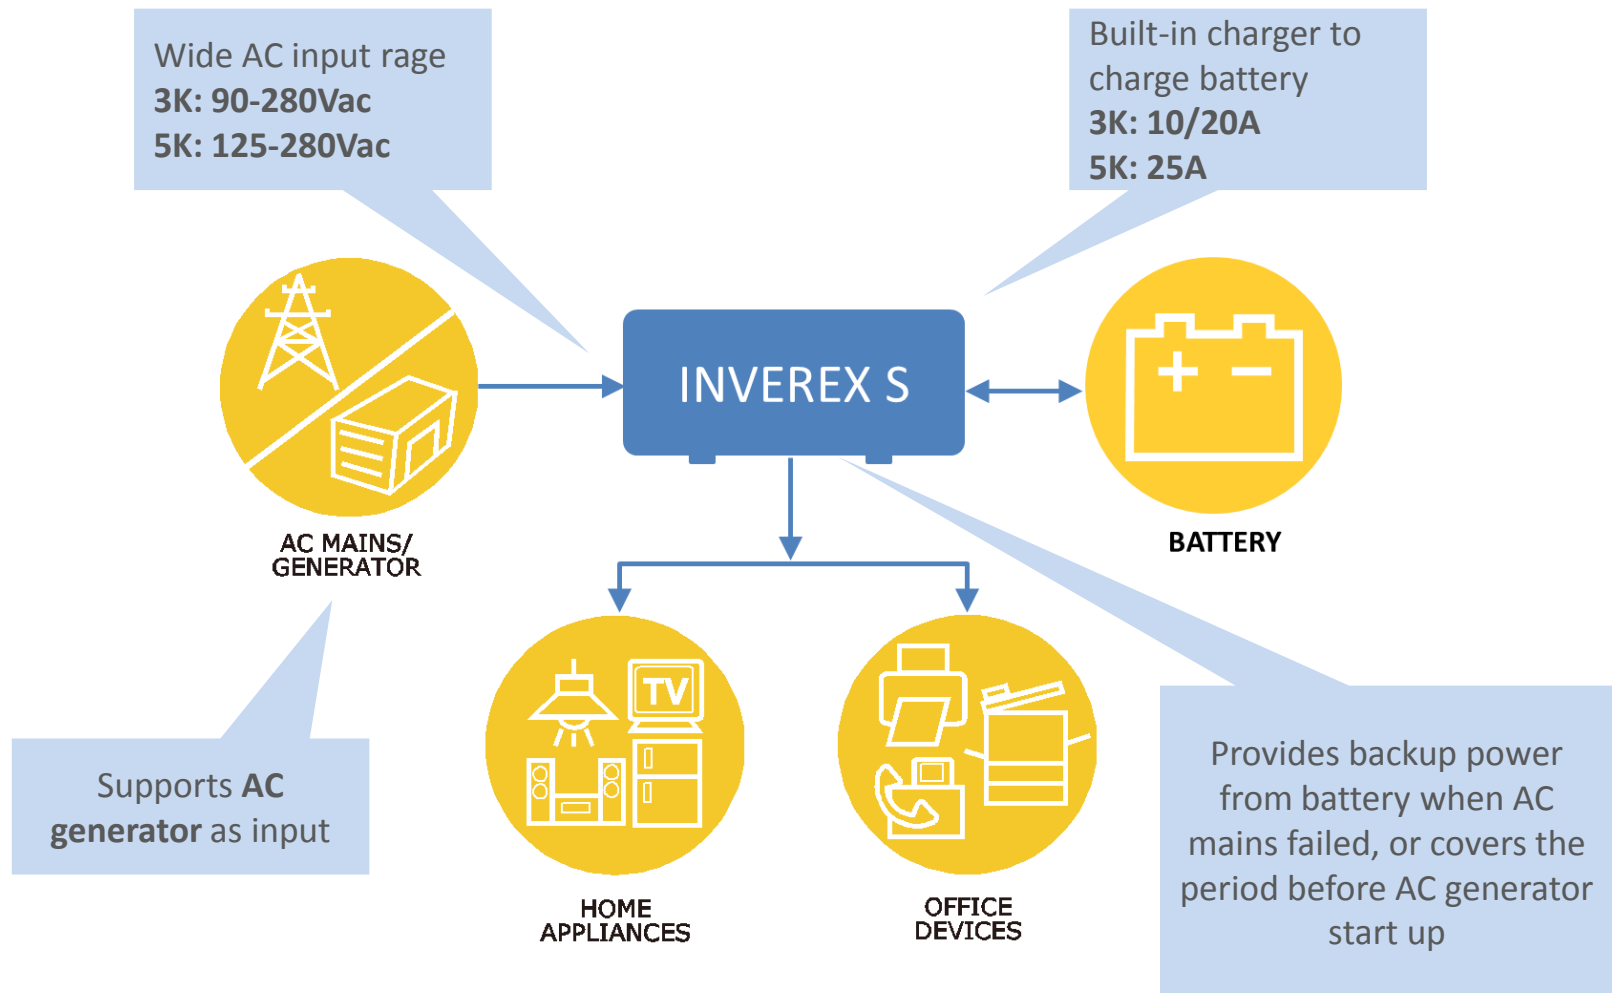 Wide AC input rage
3K: 90-280Vac
5K: 125-280Vac
Built-in charger to
charge battery
3K: 10/20A
5K: 25A
INVEREX S
+ −
AC MAINS/
GENERATOR
BATTERY
TV
Supports AC
generator as input
HOME
APPLIANCES
OFFICE
DEVICES
Provides backup power
from battery when AC
mains failed, or covers the
period before AC generator
start up